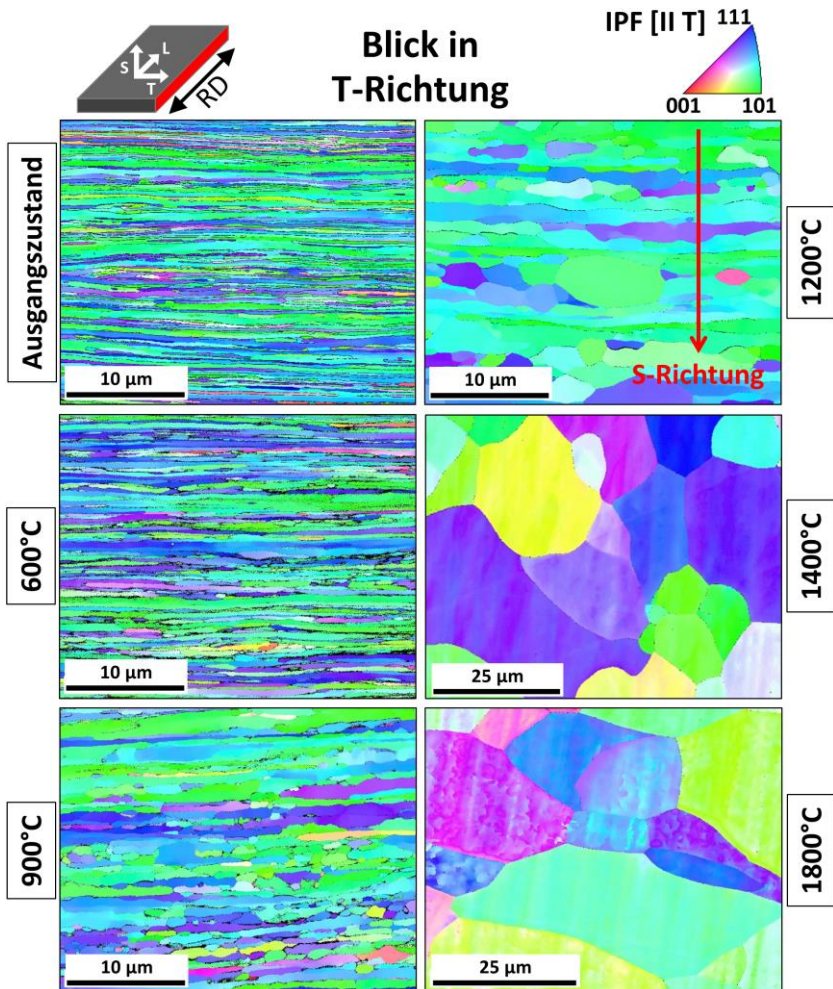 S
L
T
RD
Blick in
T-Richtung
IPF [II T]
111
001
101
Ausgangszustand
10 µm
1200°C
S-Richtung
10 µm
600°C
10 µm
1400°C
25 µm
900°C
10 µm
1800°C
25 µm